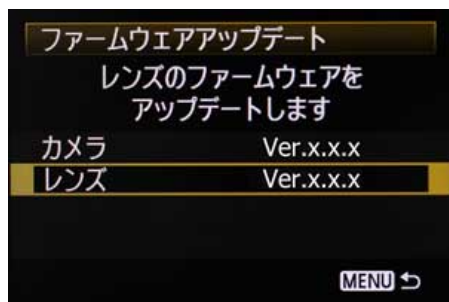 ファームウェアアップデート
レンズのファームウェアを
アップデートします
カメラ Ver.x.x.x
レンズ Ver.x.x.x
MENU